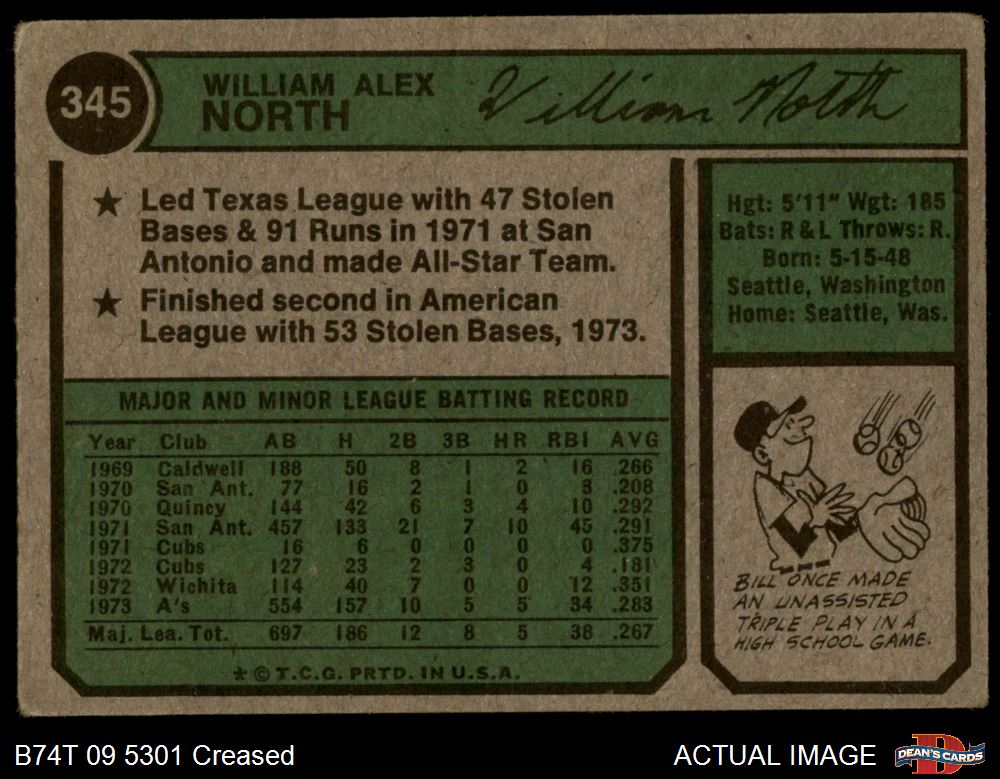 345
WILLIAM ALEX
NORTH
William North
★ Led Texas League with 47 Stolen
Bases & 91 Runs in 1971 at San
Antonio and made All-Star Team.
★ Finished second in American
League with 53 Stolen Bases, 1973.
Hgt: 5'11" Wgt: 185
Bats: R & L Throws: R.
Born: 5-15-48
Seattle, Washington
Home: Seattle, Was.
MAJOR AND MINOR LEAGUE BATTING RECORD
Year Club AB H 2B 3B HR RBI AVG
1969 Caldwell 188 50 8 1 2 16 .266
1970 San Ant. 77 16 2 1 0 3 .208
1970 Quincy 144 42 6 3 4 10 .292
1971 San Ant. 457 133 21 7 10 45 .291
1971 Cubs 16 6 0 0 0 0 .375
1972 Cubs 127 23 2 3 0 4 .181
1972 Wichita 114 40 7 0 0 12 .351
1973 A's 554 157 10 5 5 34 .283
Maj. Lea. Tot. 697 186 12 8 5 38 .267
* © T.C.G. PRTD. IN U.S.A.
BILL ONCE MADE
AN UNASSISTED
TRIPLE PLAY IN A
HIGH SCHOOL GAME.
B74T 09 5301 Creased
ACTUAL IMAGE
DEAN'S CARDS